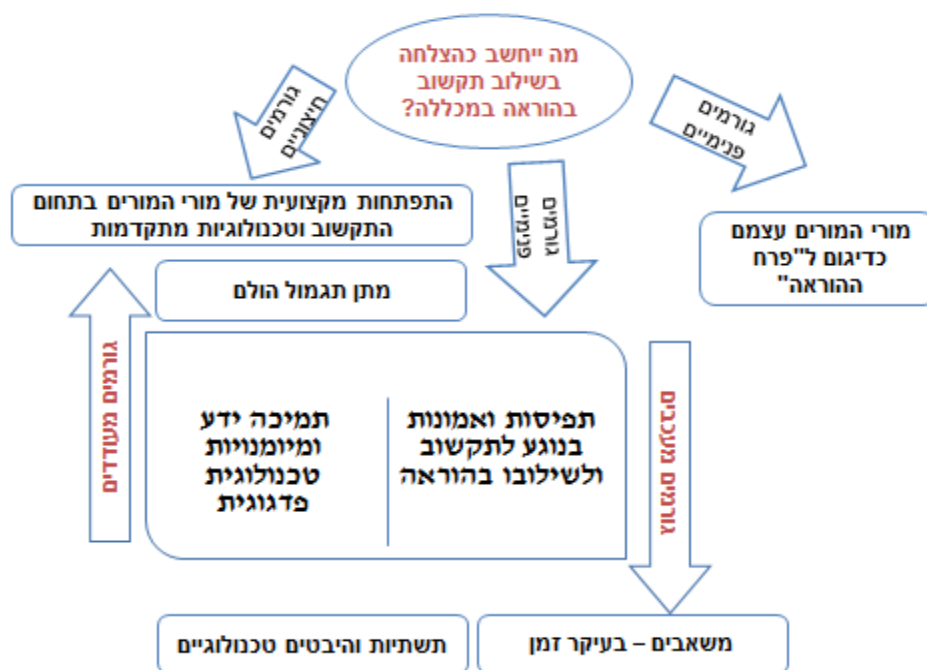 מה ייחשב כהצלחה
בשילוב תקשוב
בהוראה במכללה?
גורמים
פנימיים
גורמים
חיצוניים
גורמים
פנימיים
מורי המורים עצמם
כדיגום ל"פרח
ההוראה"
התפתחות מקצועית של מורי המורים בתחום
התקשוב וטכנולוגיות מתקדמות
מתן תגמול הולם
גורמים מעכבים
תפיסות ואמונות
בנוגע לתקשוב
ולשילובו בהוראה
תמיכה ידע
ומיומנויות
טכנולוגית
פדגוגית
גורמים מעודדים
משאבים – בעיקר זמן
תשתיות והיבטים טכנולוגיים